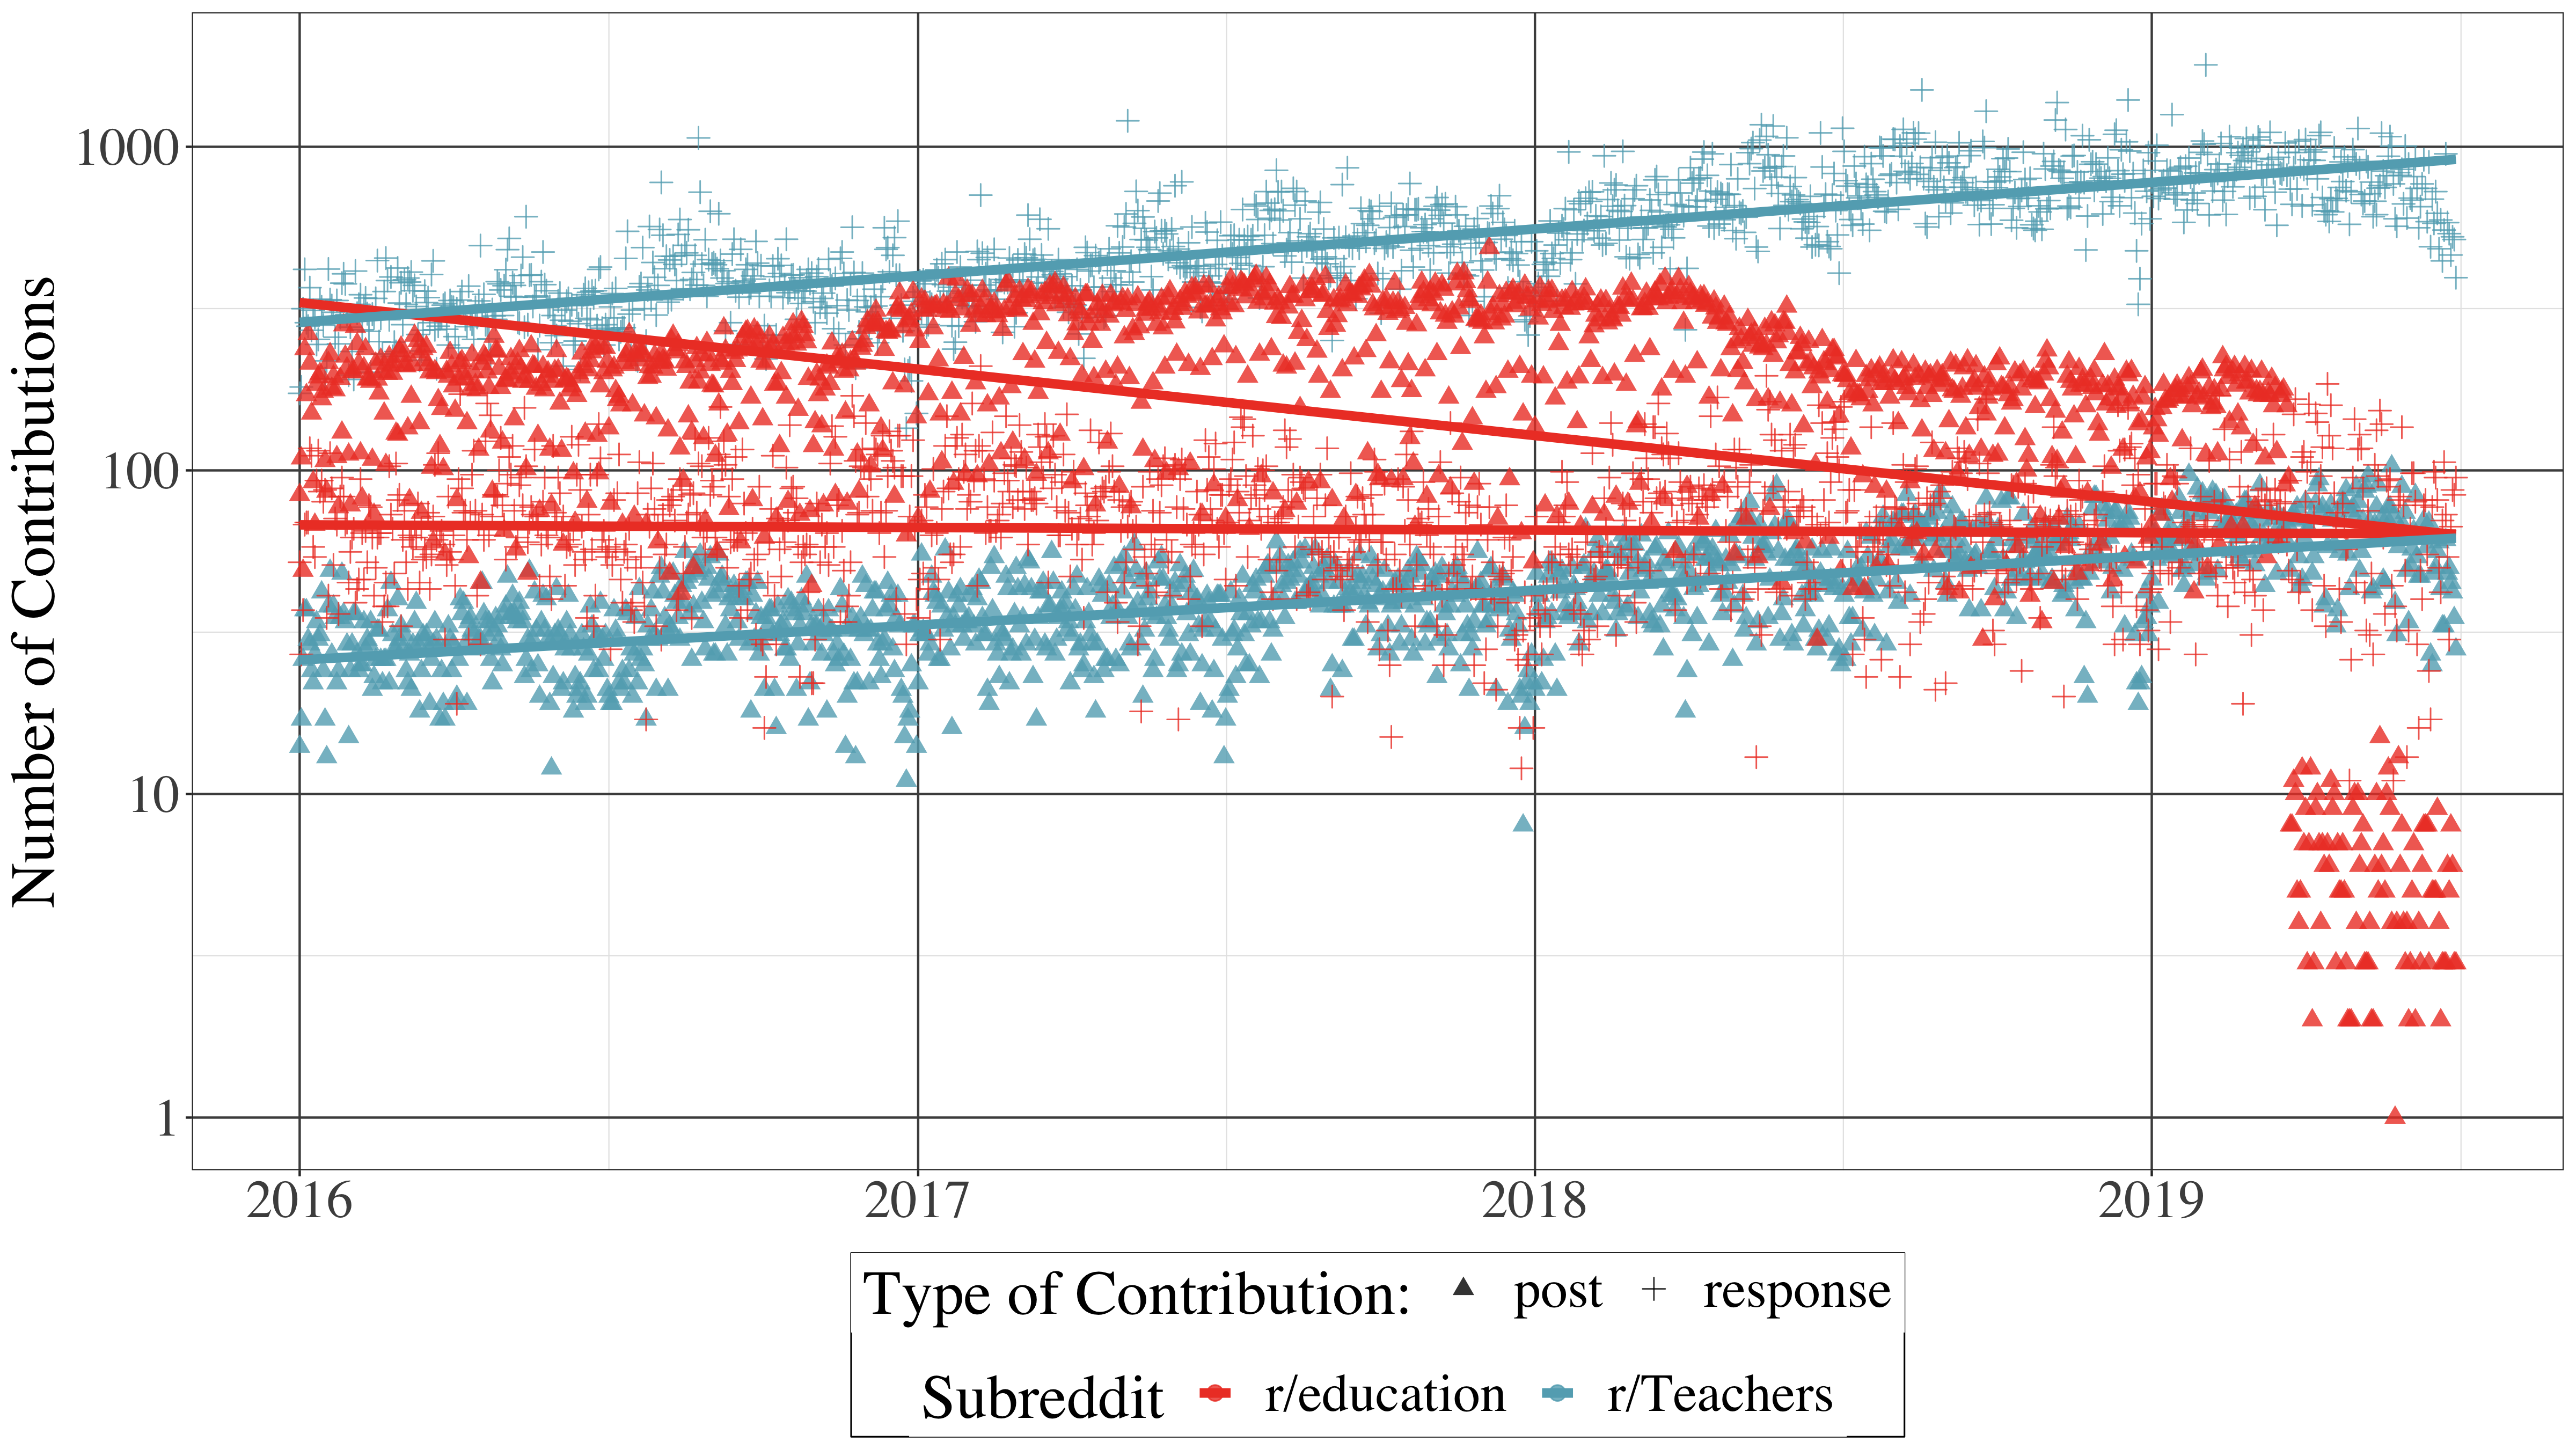 Number of Contributions
1000
100
10
1
2016 2017 2018 2019
Type of Contribution: post response
Subreddit r/education r/Teachers